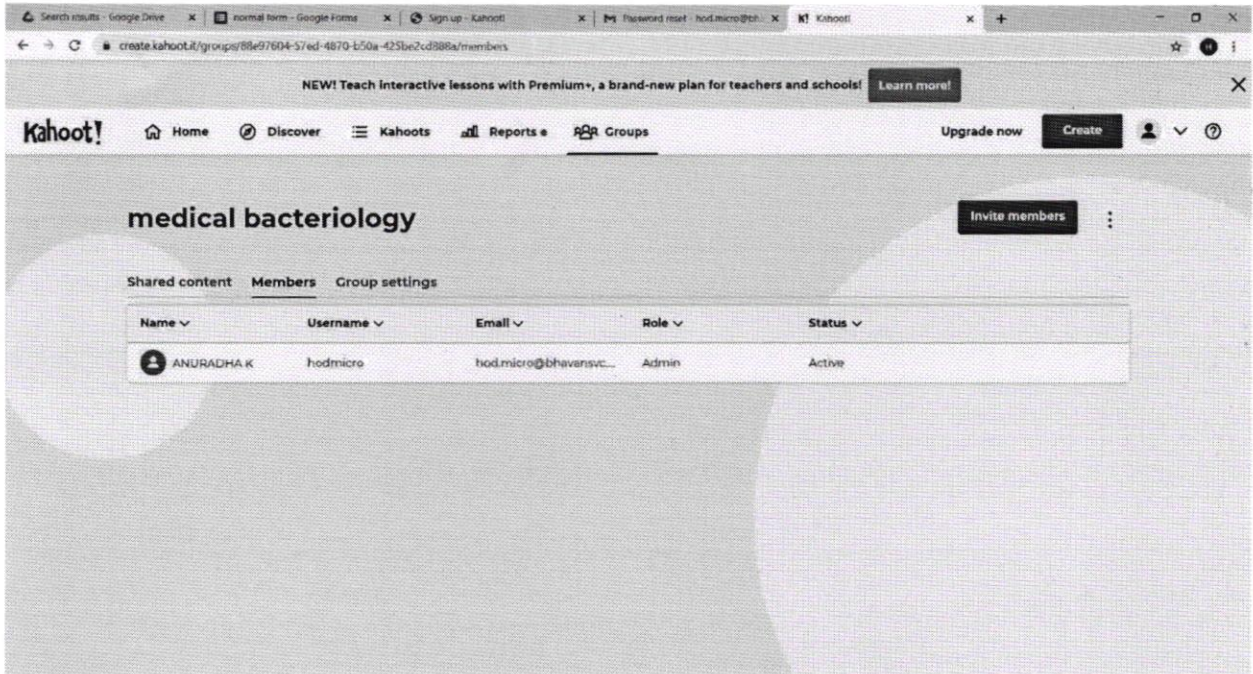 Search results - Google Drive normal form - Google Forms Sign up - Kahoot! Password reset - hod.micro@bh K! Kahoot!
create.kahoot.it/groups/88e97604-57ed-4870-b50a-425be2cd888a/members
NEW! Teach interactive lessons with Premium+, a brand-new plan for teachers and schools! Learn more!
Kahoot! Home Discover Kahoots Reports Groups Upgrade now Create
medical bacteriology Invite members
Shared content Members Group settings
Name Username Email Role Status
ANURADHA K hodmicro hod.micro@bhavansvc... Admin Active